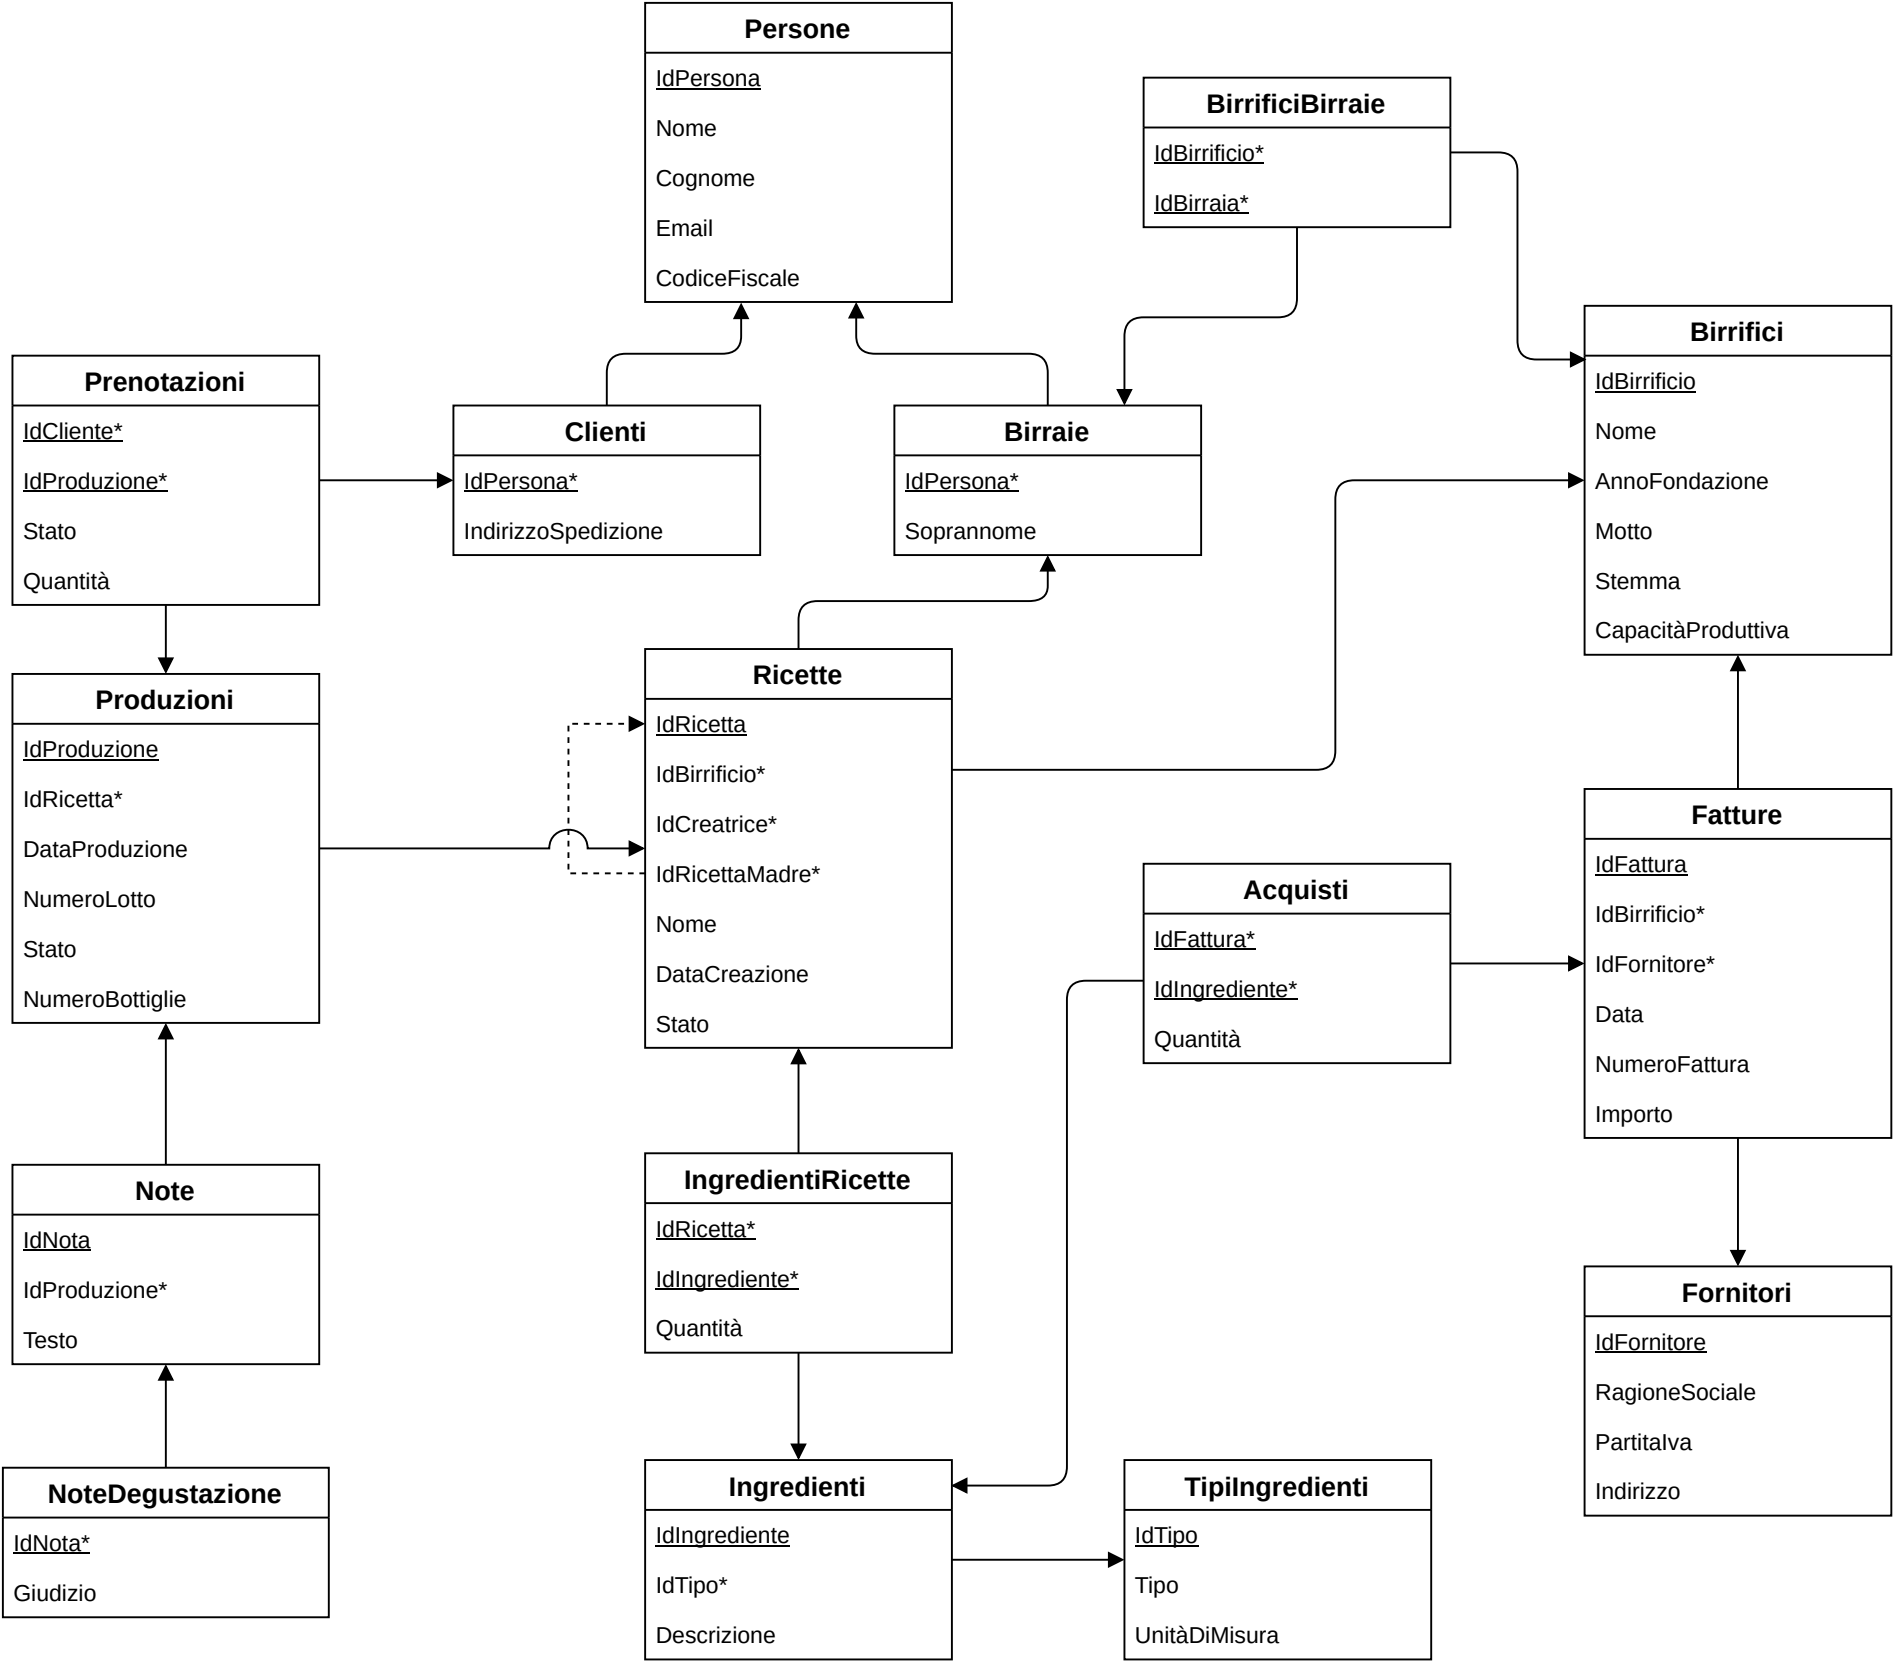 Persone
IdPersona
Nome
Cognome
Email
CodiceFiscale
BirrificiBirraie
IdBirrificio*
IdBirraia*
Birrifici
IdBirrificio
Nome
AnnoFondazione
Motto
Stemma
CapacitàProduttiva
Prenotazioni
IdCliente*
IdProduzione*
Stato
Quantità
Clienti
IdPersona*
IndirizzoSpedizione
Birraie
IdPersona*
Soprannome
Produzioni
IdProduzione
IdRicetta*
DataProduzione
NumeroLotto
Stato
NumeroBottiglie
Ricette
IdRicetta
IdBirrificio*
IdCreatrice*
IdRicettaMadre*
Nome
DataCreazione
Stato
Acquisti
IdFattura*
IdIngrediente*
Quantità
Fatture
IdFattura
IdBirrificio*
IdFornitore*
Data
NumeroFattura
Importo
Note
IdNota
IdProduzione*
Testo
IngredientiRicette
IdRicetta*
IdIngrediente*
Quantità
Fornitori
IdFornitore
RagioneSociale
PartitaIva
Indirizzo
NoteDegustazione
IdNota*
Giudizio
Ingredienti
IdIngrediente
IdTipo*
Descrizione
TipiIngredienti
IdTipo
Tipo
UnitàDiMisura